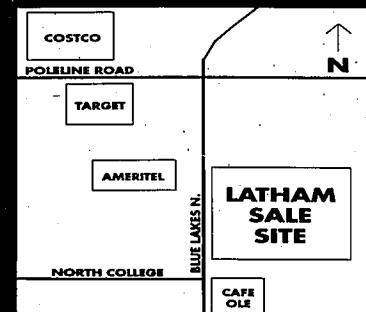 COSTCO
N
POLELINE ROAD
TARGET
AMERITEL
BLUE LAKES N.
LATHAM
SALE
SITE
NORTH COLLEGE
CAFE
OLE